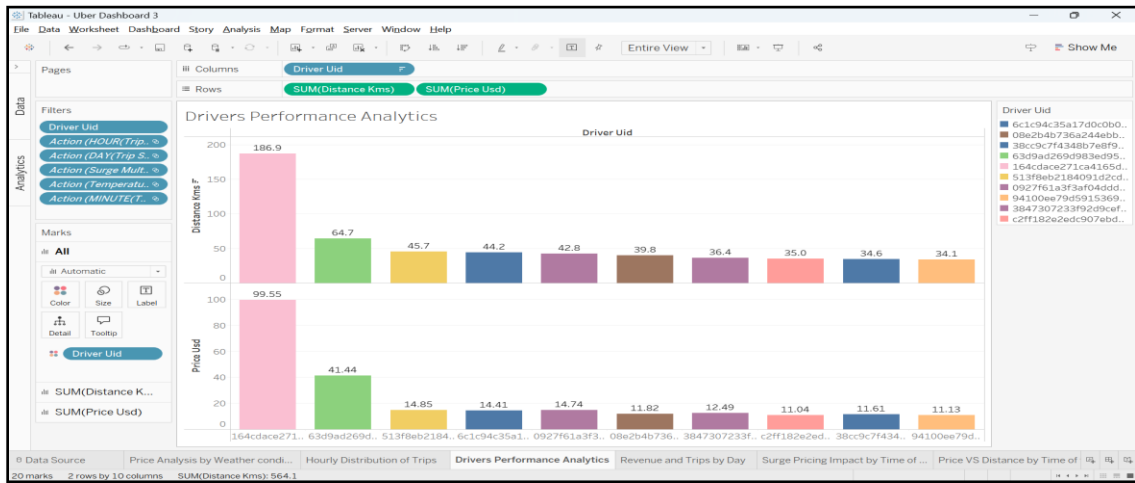 Tableau - Uber Dashboard 3
File Data Worksheet Dashboard Story Analysis Map Format Server Window Help
Entire View
Show Me
Data
Analytics
Pages
Columns
Driver Uid
Rows
SUM(Distance Kms) SUM(Price Usd)
Filters
Driver Uid
Action (HOUR(Trip..
Action (DAY(Trip S..
Action (Surge Mult..
Action (Temperatu..
Action (MINUTE(T..
Marks
All
Automatic
Color Size Label
Detail Tooltip
Driver Uid
SUM(Distance K...
SUM(Price Usd)
Drivers Performance Analytics
Driver Uid
Distance Kms
200
150
100
50
0
186.9 64.7 45.7 44.2 42.8 39.8 36.4 35.0 34.6 34.1
Price Usd
100
80
60
40
20
0
99.55 41.44 14.85 14.41 14.74 11.82 12.49 11.04 11.61 11.13
164cdace271.. 63d9ad269d.. 513f8eb2184.. 6c1c94c35a1.. 0927f61a3f3.. 08e2b4b736.. 3847307233f.. c2ff182e2ed.. 38cc9c7f434.. 94100ee79d..
Driver Uid
6c1c94c35a17d0c0b0..
08e2b4b736a244ebb..
38cc9c7f4348b7e8f9..
63d9ad269d983ed95..
164cdace271ca4165d..
513f8eb2184091d2cd..
0927f61a3f3af04ddd..
94100ee79d5915369..
3847307233f92d9cef..
c2ff182e2edc907ebd..
Data Source Price Analysis by Weather condi... Hourly Distribution of Trips Drivers Performance Analytics Revenue and Trips by Day Surge Pricing Impact by Time of ... Price VS Distance by Time of
20 marks 2 rows by 10 columns SUM(Distance Kms): 564.1